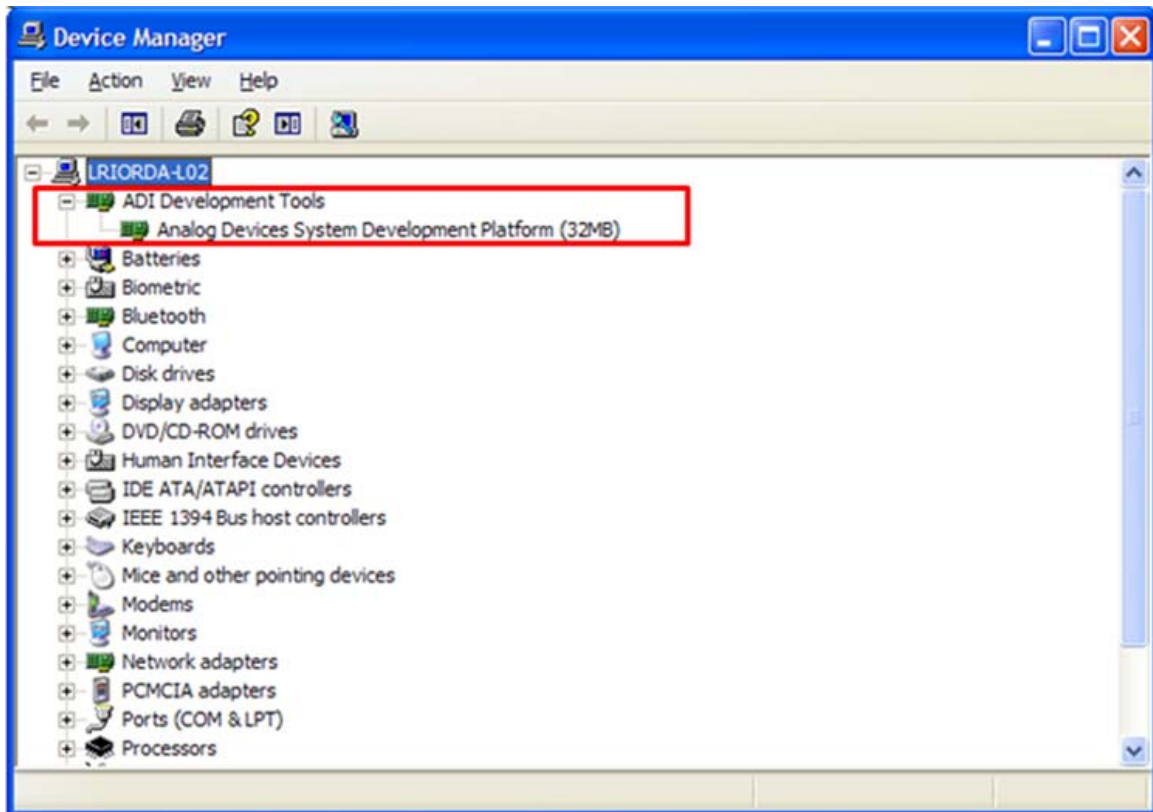 Device Manager
File Action View Help
LRIORDA-L02
ADI Development Tools
Analog Devices System Development Platform (32MB)
Batteries
Biometric
Bluetooth
Computer
Disk drives
Display adapters
DVD/CD-ROM drives
Human Interface Devices
IDE ATA/ATAPI controllers
IEEE 1394 Bus host controllers
Keyboards
Mice and other pointing devices
Modems
Monitors
Network adapters
PCMCIA adapters
Ports (COM & LPT)
Processors